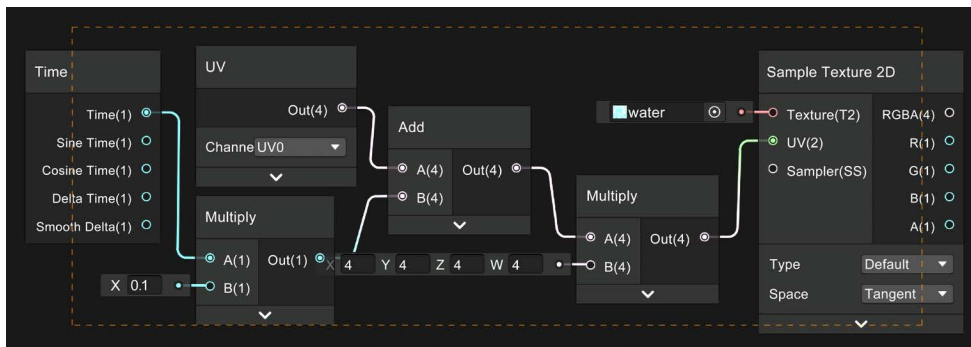 Time
Time(1)
Sine Time(1)
Cosine Time(1)
Delta Time(1)
Smooth Delta(1)
UV
Out(4)
Channe UV0
Multiply
A(1) Out(1)
X 0.1 B(1)
Add
A(4) Out(4)
B(4)
X 4 Y 4 Z 4 W 4
Multiply
A(4) Out(4)
B(4)
water
Sample Texture 2D
Texture(T2) RGBA(4)
UV(2) R(1)
Sampler(SS) G(1)
B(1)
A(1)
Type Default
Space Tangent